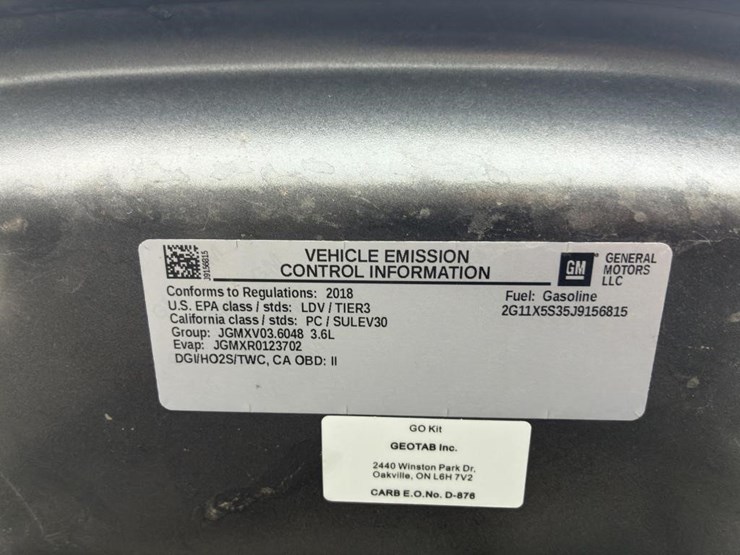 J9156815
VEHICLE EMISSION
CONTROL INFORMATION
GM
GENERAL
MOTORS
LLC
Conforms to Regulations: 2018
U.S. EPA class / stds: LDV / TIER3
California class / stds: PC / SULEV30
Group: JGMXV03.6048 3.6L
Evap: JGMXR0123702
DGI/HO2S/TWC, CA OBD: II
Fuel: Gasoline
2G11X5S35J9156815
GO Kit
GEOTAB Inc.
2440 Winston Park Dr.
Oakville, ON L6H 7V2
CARB E.O.No. D-876